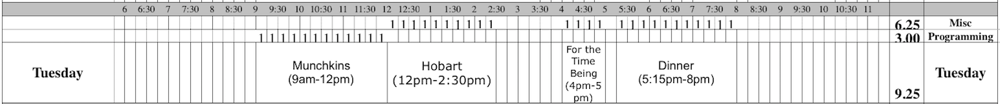 6 6:30 7 7:30 8 8:30 9 9:30 10 10:30 11 11:30 12 12:30 1 1:30 2 2:30 3 3:30 4 4:30 5 5:30 6 6:30 7 7:30 8 8:30 9 9:30 10 10:30 11
1 1 1 1 1 1 1 1 1 1 1 1 1 1 1 1 1 1 1 1 1 1 1 1 1 6.25 Misc
1 1 1 1 1 1 1 1 1 1 1 1 3.00 Programming
Tuesday
Munchkins
(9am-12pm)
Hobart
(12pm-2:30pm)
For the
Time
Being
(4pm-5
pm)
Dinner
(5:15pm-8pm)
9.25
Tuesday